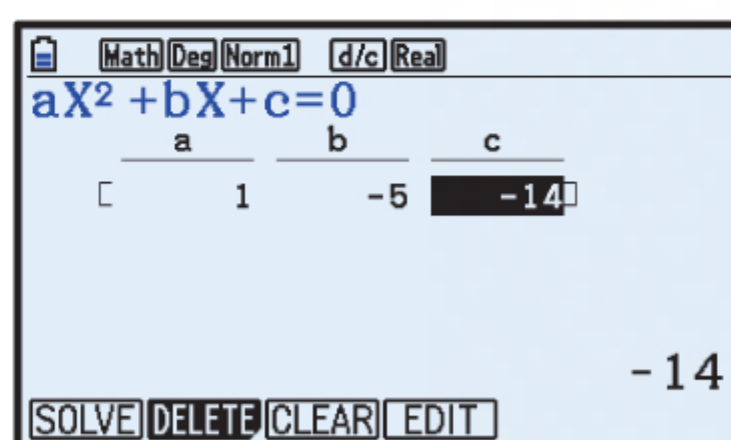 Math Deg Norm1 d/c Real
aX² +bX+c=0
a b c
[ 1 -5 -14]
-14
SOLVE DELETE CLEAR EDIT